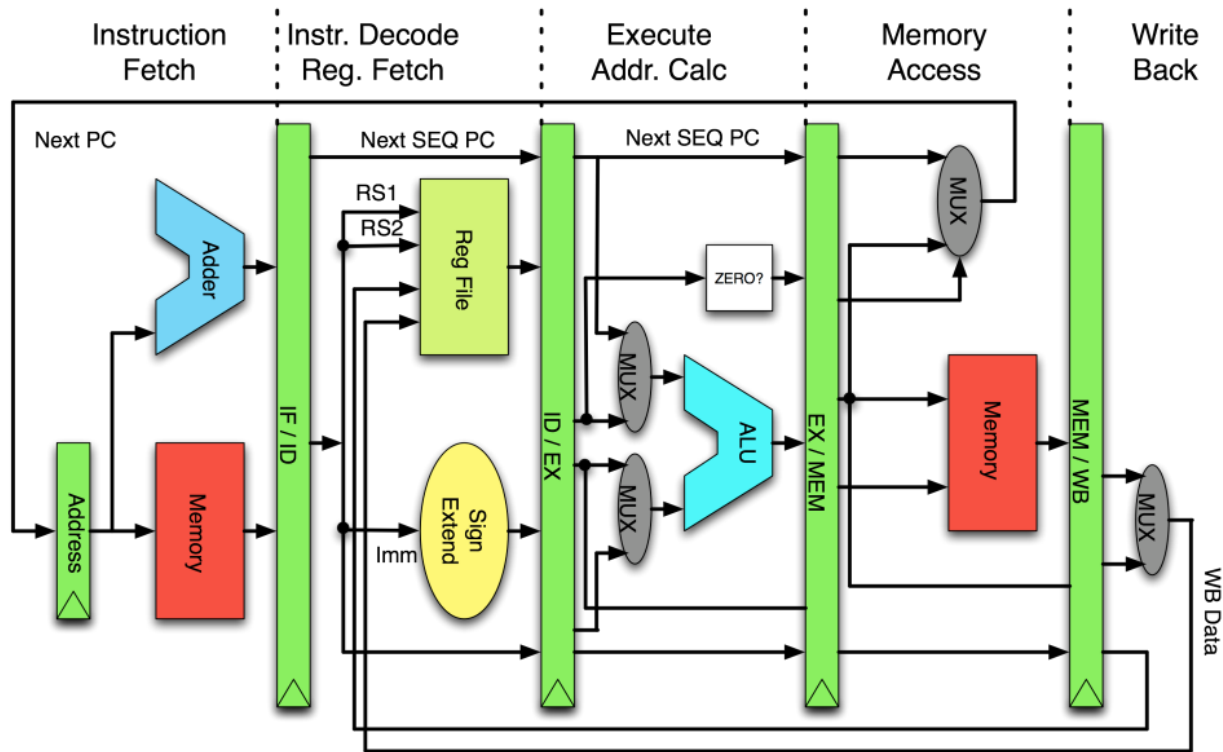 Instruction
Fetch
Instr. Decode
Reg. Fetch
Execute
Addr. Calc
Memory
Access
Write
Back
Next PC
Next SEQ PC
Next SEQ PC
RS1
RS2
Reg File
Adder
MUX
ZERO?
MUX
ALU
MUX
IF / ID
ID / EX
EX / MEM
MEM / WB
Memory
Address
Memory
Sign
Extend
Imm
MUX
WB Data